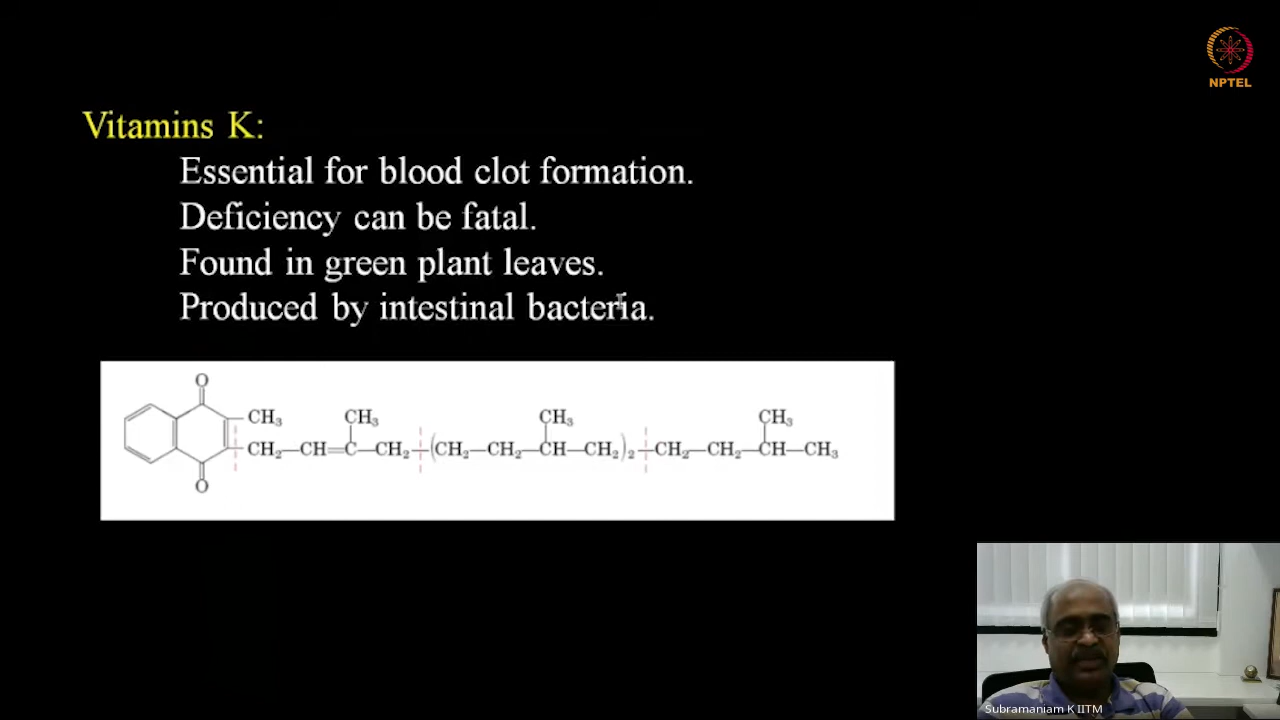 NPTEL
Vitamins K:
Essential for blood clot formation.
Deficiency can be fatal.
Found in green plant leaves.
Produced by intestinal bacteria.
O
CH₃ CH₃ CH₃ CH₃
CH₂—CH=C—CH₂—(CH₂—CH₂—CH—CH₂)₂—CH₂—CH₂—CH—CH₃
O
Subramaniam K IITM